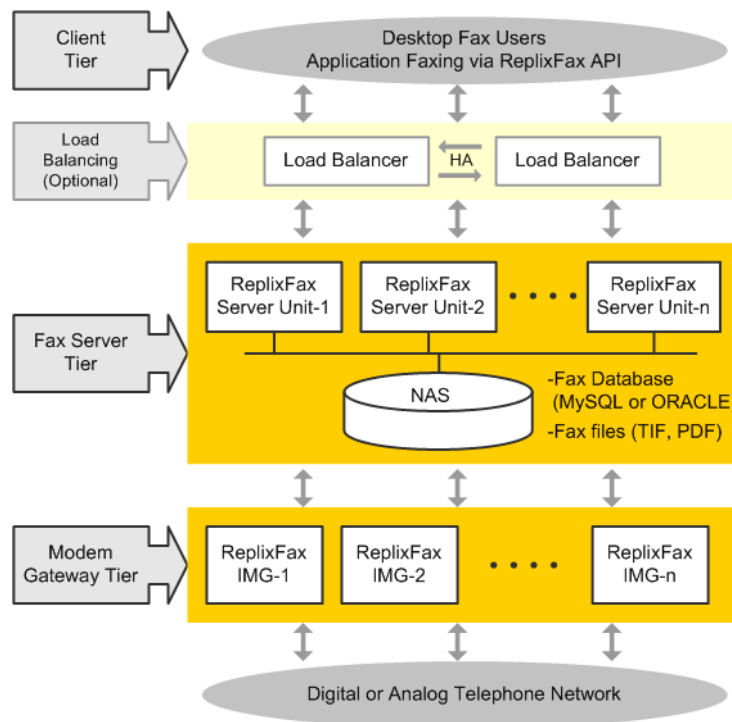 Client
Tier
Desktop Fax Users
Application Faxing via ReplixFax API
Load
Balancing
(Optional)
Load Balancer
HA
Load Balancer
Fax Server
Tier
ReplixFax
Server Unit-1
ReplixFax
Server Unit-2
ReplixFax
Server Unit-n
NAS
-Fax Database
(MySQL or ORACLE)
-Fax files (TIF, PDF)
Modem
Gateway Tier
ReplixFax
IMG-1
ReplixFax
IMG-2
ReplixFax
IMG-n
Digital or Analog Telephone Network